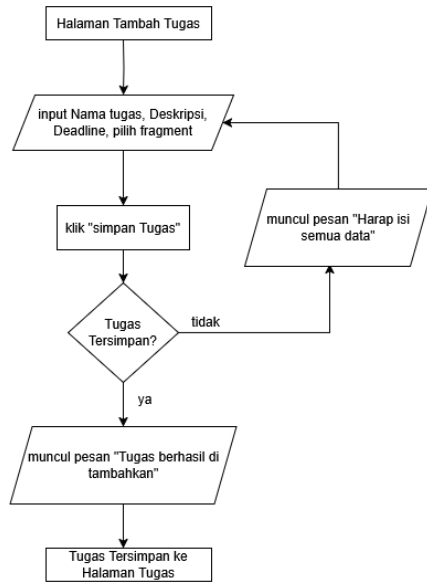 Halaman Tambah Tugas
input Nama tugas, Deskripsi,
Deadline, pilih fragment
klik "simpan Tugas"
muncul pesan "Harap isi
semua data"
Tugas
Tersimpan?
tidak
ya
muncul pesan "Tugas berhasil di
tambahkan"
Tugas Tersimpan ke
Halaman Tugas